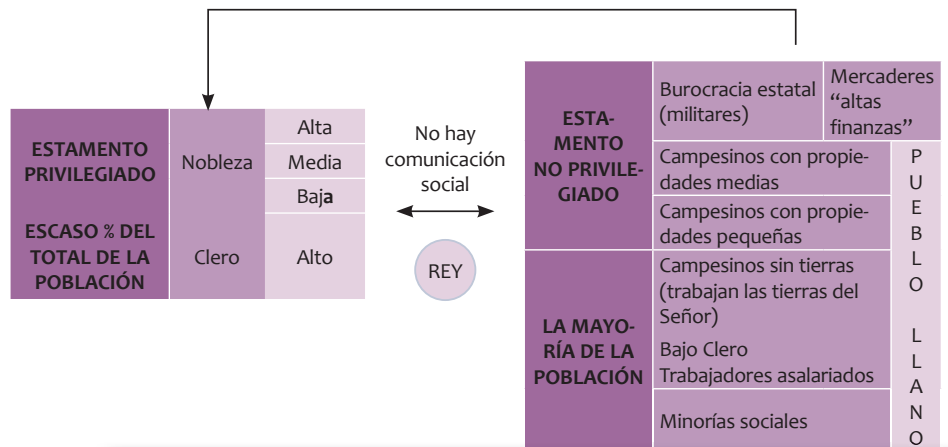 ESTAMENTO
PRIVILEGIADO
ESCASO % DEL
TOTAL DE LA
POBLACIÓN
Nobleza
Clero
Alta
Media
Baja
Alto
No hay
comunicación
social
REY
ESTA-
MENTO
NO PRIVILE-
GIADO
LA MAYO-
RÍA DE LA
POBLACIÓN
Burocracia estatal
(militares)
Mercaderes
“altas
finanzas”
Campesinos con propie-
dades medias
Campesinos con propie-
dades pequeñas
Campesinos sin tierras
(trabajan las tierras del
Señor)
Bajo Clero
Trabajadores asalariados
Minorías sociales
P
U
E
B
L
O
L
L
A
N
O